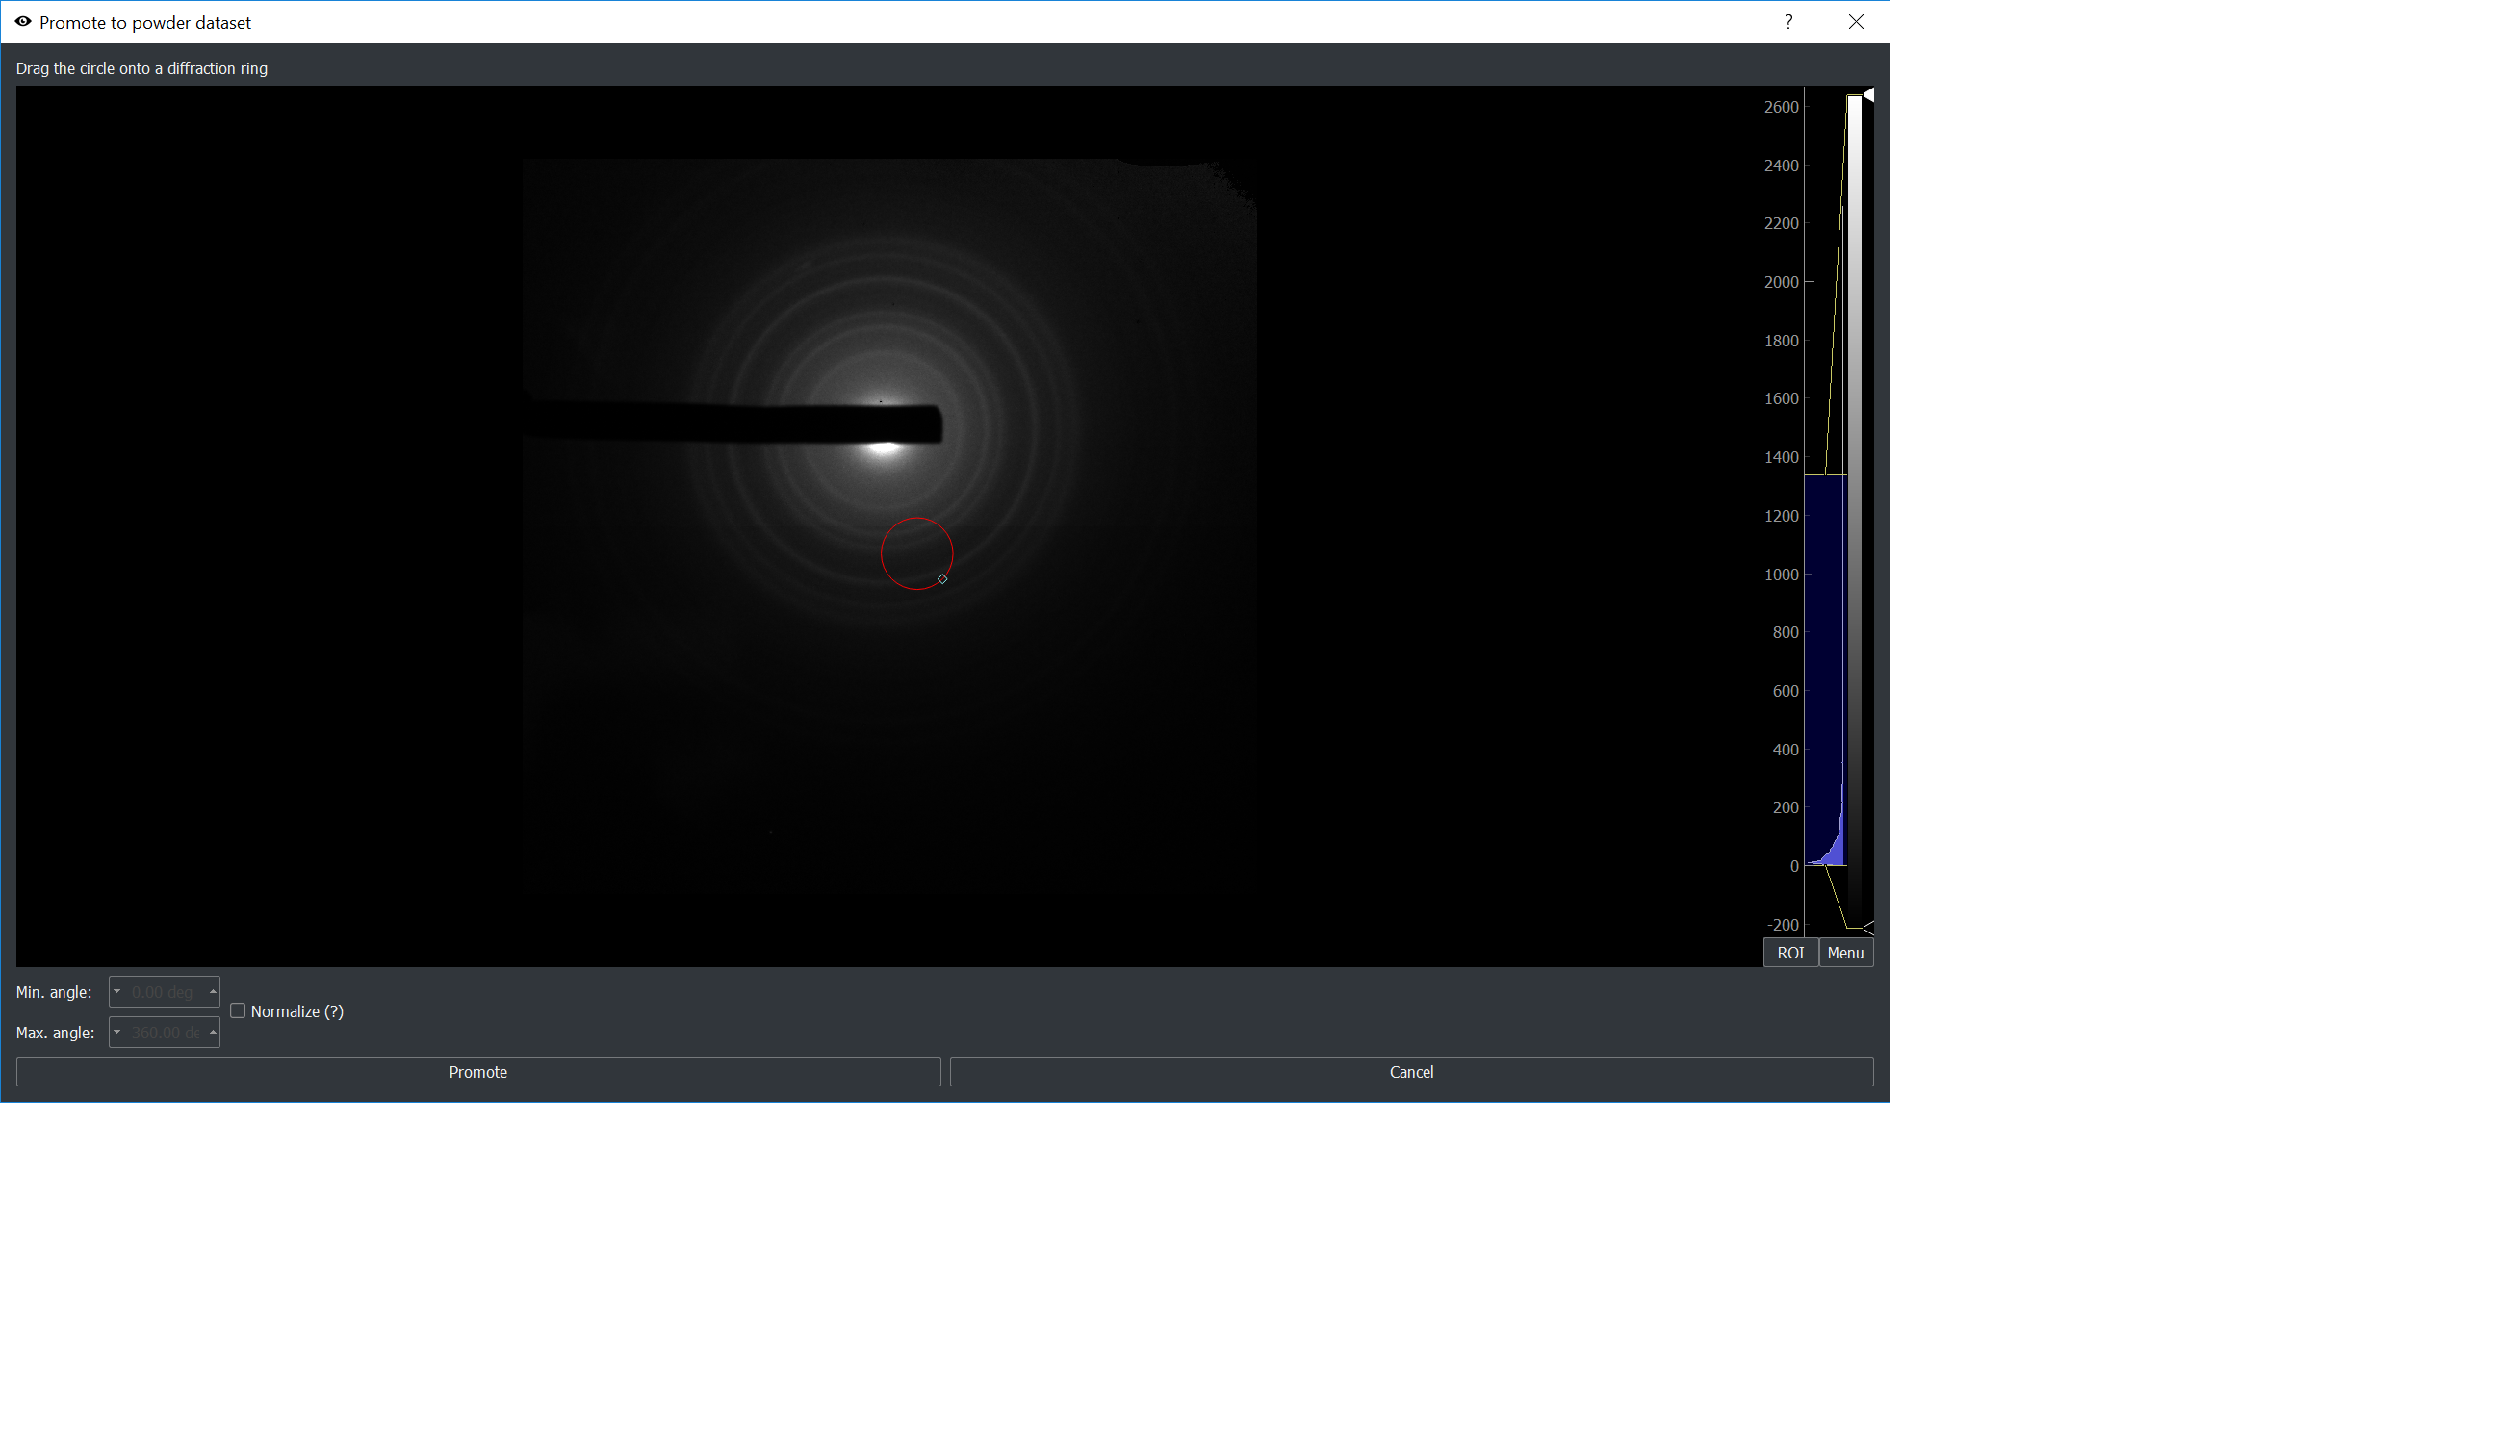 Promote to powder dataset
?
Drag the circle onto a diffraction ring
2600
2400
2200
2000
1800
1600
1400
1200
1000
800
600
400
200
0
-200
ROI Menu
Min. angle: 0.00 deg
Normalize (?)
Max. angle: 360.00 de
Promote Cancel